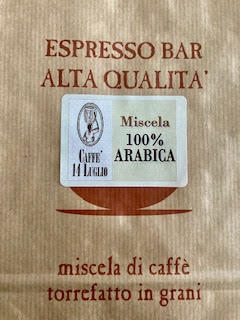 ESPRESSO BAR
ALTA QUALITA'
CAFFE'
14 LUGLIO
Miscela
100%
ARABICA
miscela di caffè
torrefatto in grani